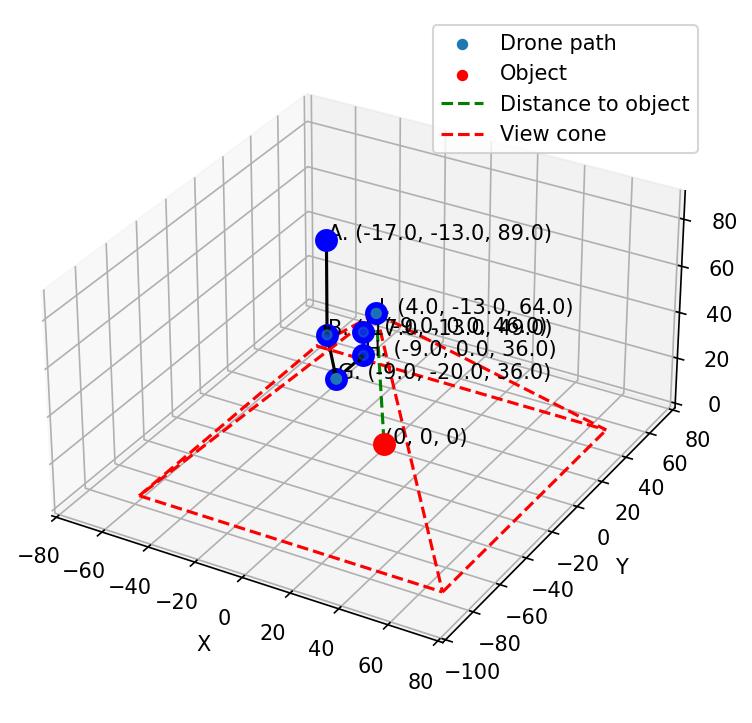 Drone path
Object
Distance to object
View cone
A. (-17.0, -13.0, 89.0)
(4.0, -13.0, 64.0)
(-9.0, 0.0, 36.0)
G. (-9.0, -20.0, 36.0)
(0, 0, 0)
80
60
40
20
0
80
60
40
20
0
−20
−40
−60
−80
−100
Y
−80
−60
−40
−20
0
20
40
60
80
X